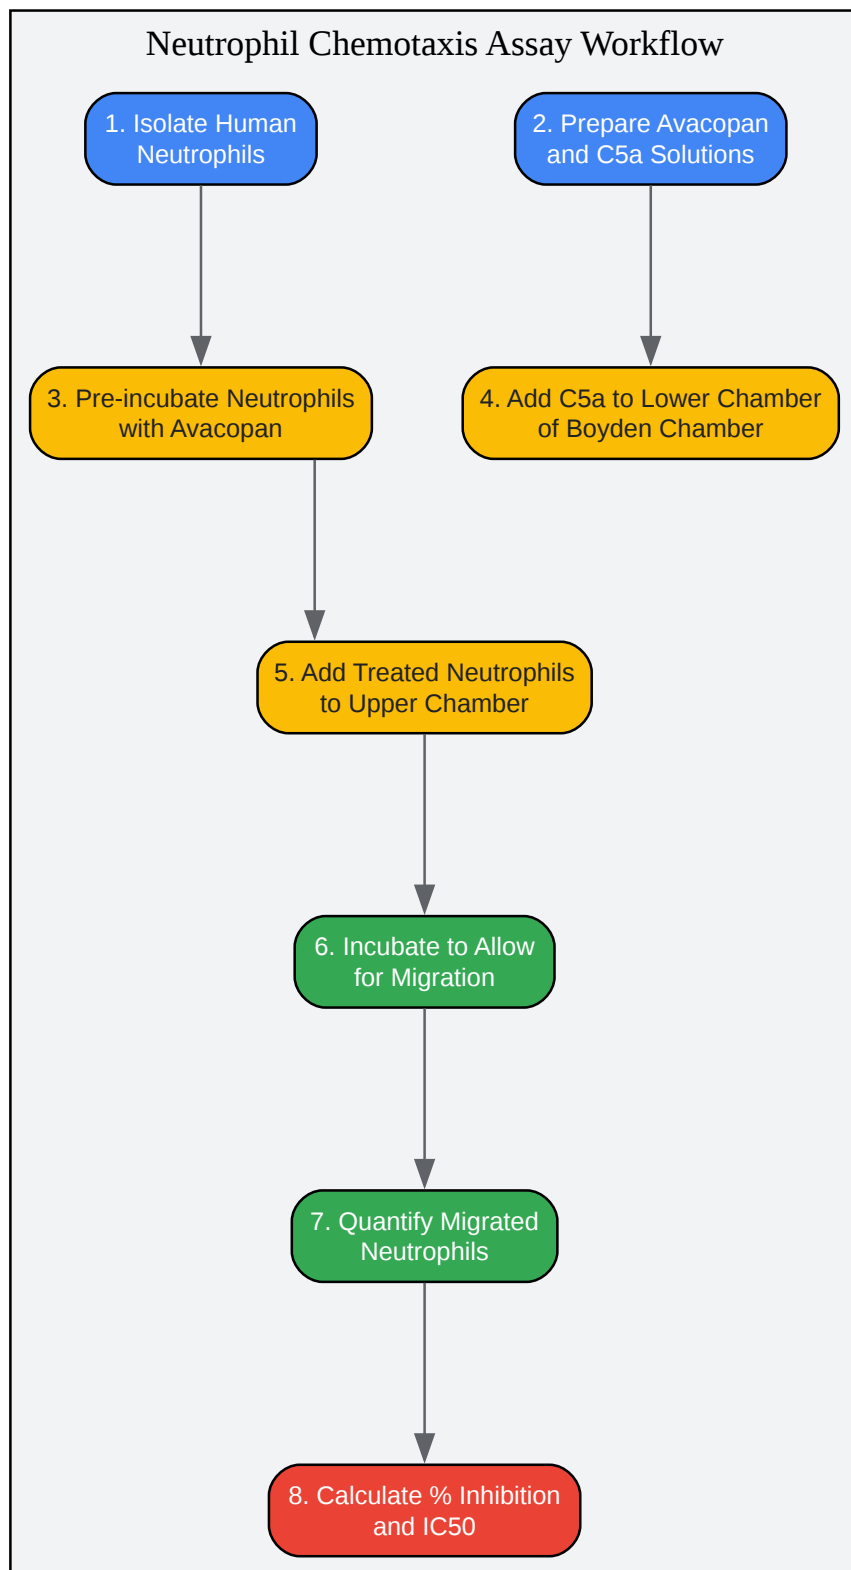 Neutrophil Chemotaxis Assay Workflow
1. Isolate Human
Neutrophils
2. Prepare Avacopan
and C5a Solutions
3. Pre-incubate Neutrophils
with Avacopan
4. Add C5a to Lower Chamber
of Boyden Chamber
5. Add Treated Neutrophils
to Upper Chamber
6. Incubate to Allow
for Migration
7. Quantify Migrated
Neutrophils
8. Calculate % Inhibition
and IC50